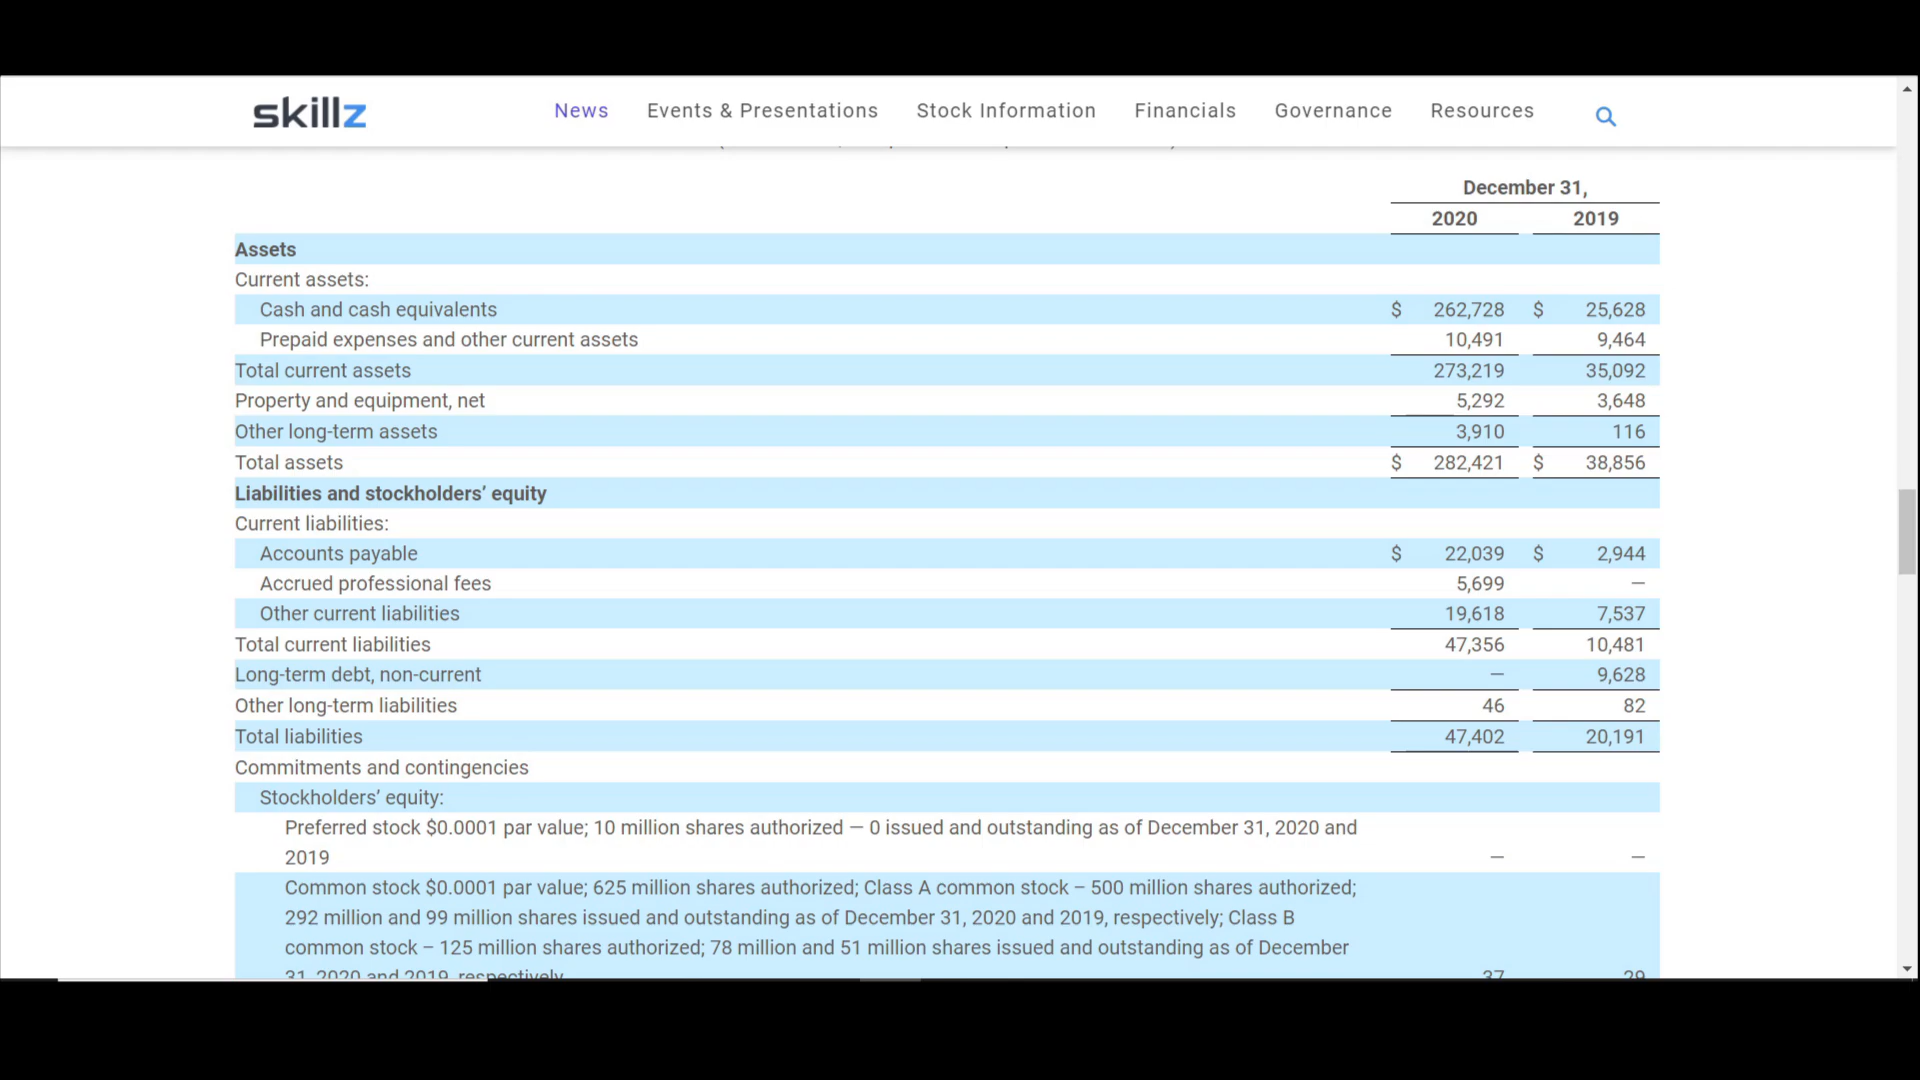 skillz
News Events & Presentations Stock Information Financials Governance Resources
December 31,
2020 2019
Assets
Current assets:
Cash and cash equivalents $ 262,728 $ 25,628
Prepaid expenses and other current assets 10,491 9,464
Total current assets 273,219 35,092
Property and equipment, net 5,292 3,648
Other long-term assets 3,910 116
Total assets $ 282,421 $ 38,856
Liabilities and stockholders’ equity
Current liabilities:
Accounts payable $ 22,039 $ 2,944
Accrued professional fees 5,699 —
Other current liabilities 19,618 7,537
Total current liabilities 47,356 10,481
Long-term debt, non-current — 9,628
Other long-term liabilities 46 82
Total liabilities 47,402 20,191
Commitments and contingencies
Stockholders’ equity:
Preferred stock $0.0001 par value; 10 million shares authorized — 0 issued and outstanding as of December 31, 2020 and
2019 — —
Common stock $0.0001 par value; 625 million shares authorized; Class A common stock – 500 million shares authorized;
292 million and 99 million shares issued and outstanding as of December 31, 2020 and 2019, respectively; Class B
common stock – 125 million shares authorized; 78 million and 51 million shares issued and outstanding as of December
31, 2020 and 2019, respectively 37 29